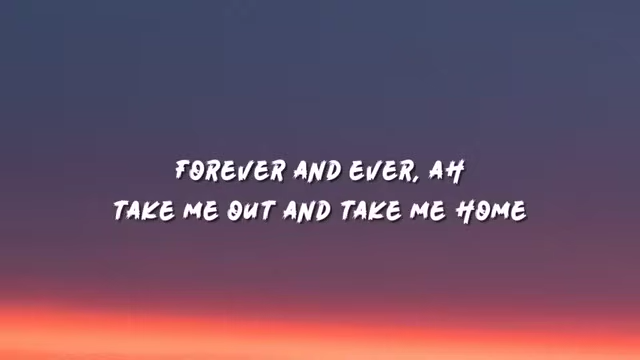 FOREVER AND EVER, AH
TAKE ME OUT AND TAKE ME HOME